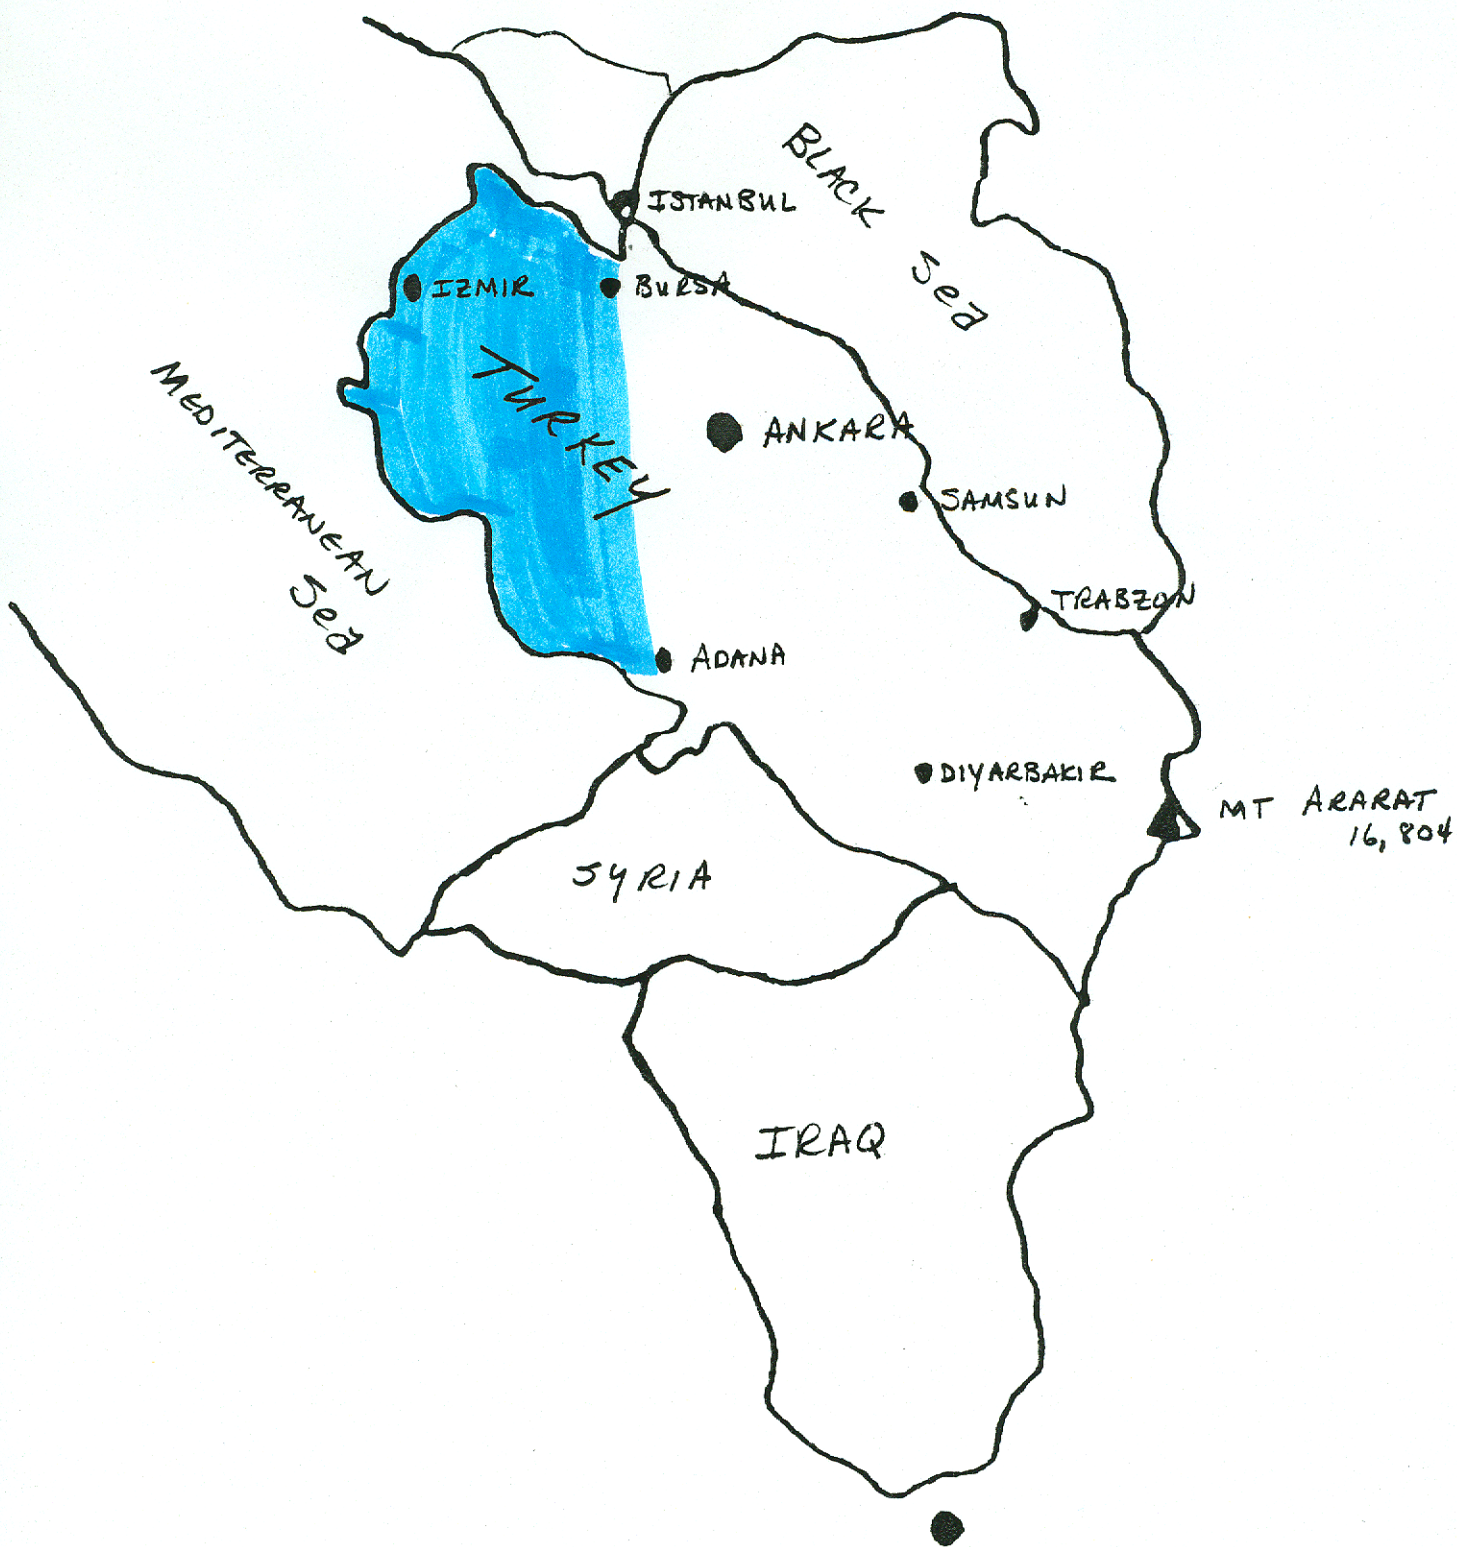 BLACK
Sea
ISTANBUL
IZMIR
BURSA
TURKEY
MEDITERRANEAN
Sea
ANKARA
SAMSUN
TRABZON
ADANA
DIYARBAKIR
MT ARARAT
16,804
SYRIA
IRAQ